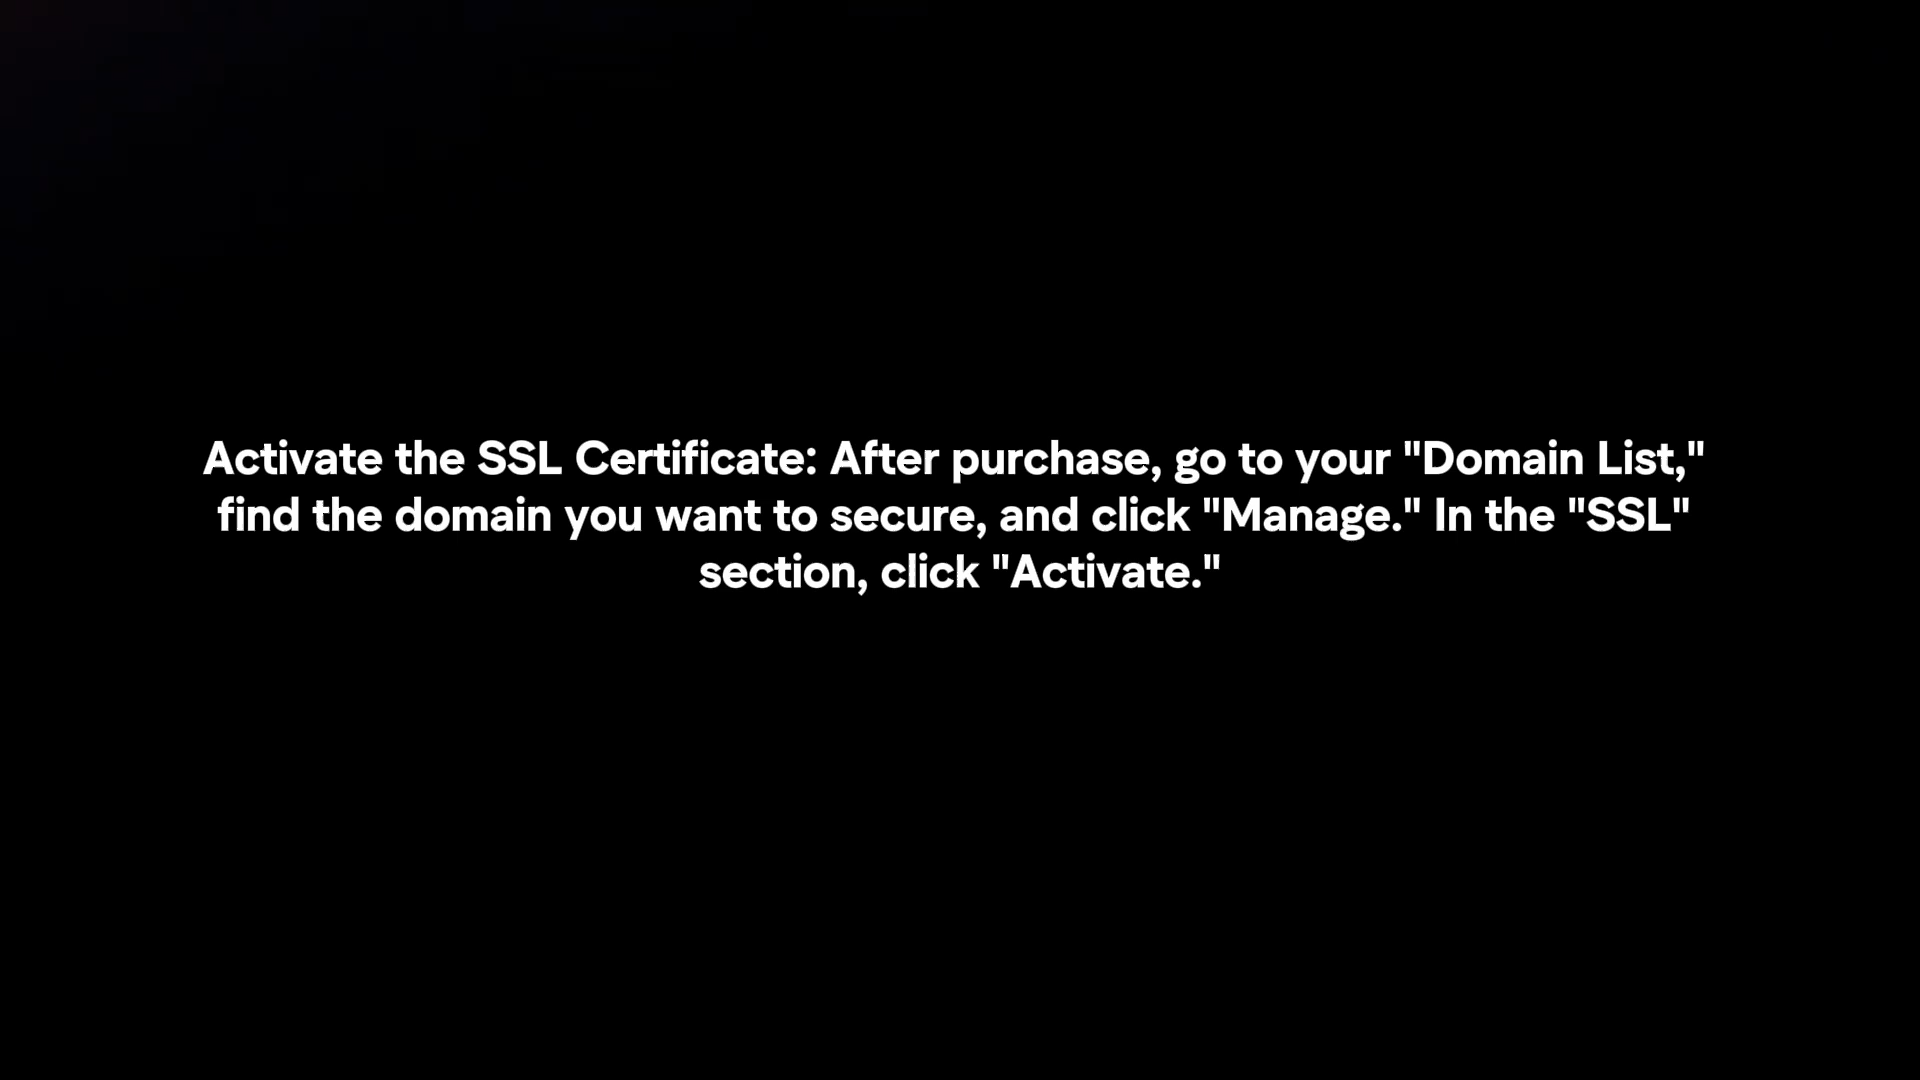 Activate the SSL Certificate: After purchase, go to your "Domain List,"
find the domain you want to secure, and click "Manage." In the "SSL"
section, click "Activate."